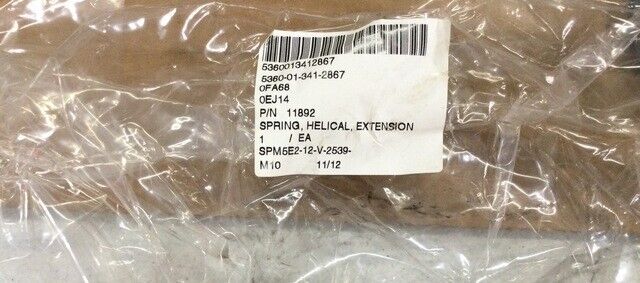 5360013412867
5360-01-341-2867
0FA68
0EJ14
P/N 11892
SPRING, HELICAL, EXTENSION
1 / EA
SPM5E2-12-V-2539-
M10 11/12